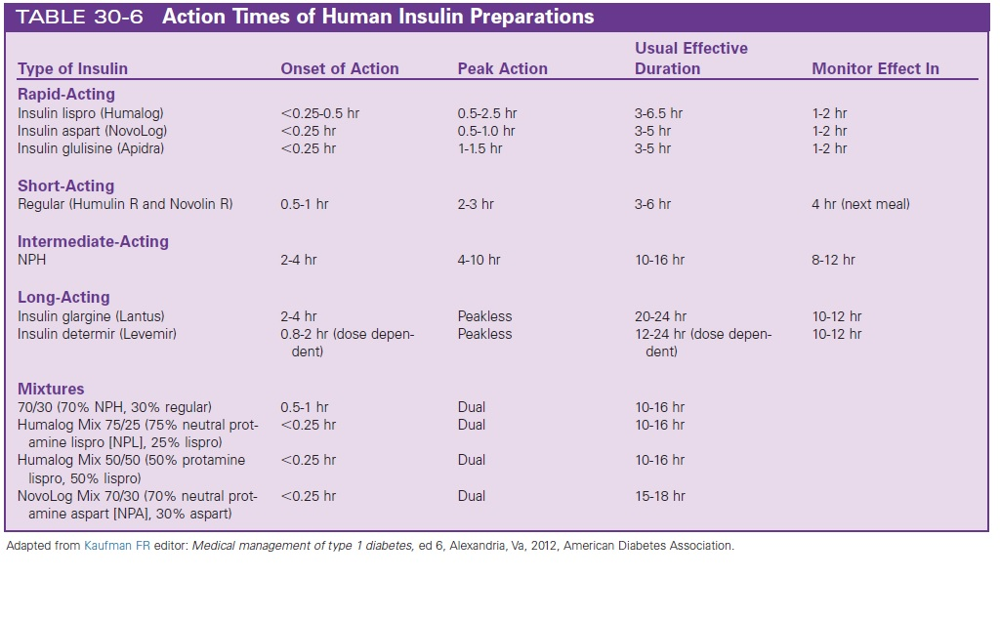 TABLE 30-6 Action Times of Human Insulin Preparations
Usual Effective
Type of Insulin Onset of Action Peak Action Duration Monitor Effect In
Rapid-Acting
Insulin lispro (Humalog) <0.25-0.5 hr 0.5-2.5 hr 3-6.5 hr 1-2 hr
Insulin aspart (NovoLog) <0.25 hr 0.5-1.0 hr 3-5 hr 1-2 hr
Insulin glulisine (Apidra) <0.25 hr 1-1.5 hr 3-5 hr 1-2 hr
Short-Acting
Regular (Humulin R and Novolin R) 0.5-1 hr 2-3 hr 3-6 hr 4 hr (next meal)
Intermediate-Acting
NPH 2-4 hr 4-10 hr 10-16 hr 8-12 hr
Long-Acting
Insulin glargine (Lantus) 2-4 hr Peakless 20-24 hr 10-12 hr
Insulin determir (Levemir) 0.8-2 hr (dose depen- Peakless 12-24 hr (dose depen- 10-12 hr
dent) dent)
Mixtures
70/30 (70% NPH, 30% regular) 0.5-1 hr Dual 10-16 hr
Humalog Mix 75/25 (75% neutral prot- <0.25 hr Dual 10-16 hr
amine lispro [NPL], 25% lispro)
Humalog Mix 50/50 (50% protamine <0.25 hr Dual 10-16 hr
lispro, 50% lispro)
NovoLog Mix 70/30 (70% neutral prot- <0.25 hr Dual 15-18 hr
amine aspart [NPA], 30% aspart)
Adapted from Kaufman FR editor: Medical management of type 1 diabetes, ed 6, Alexandria, Va, 2012, American Diabetes Association.